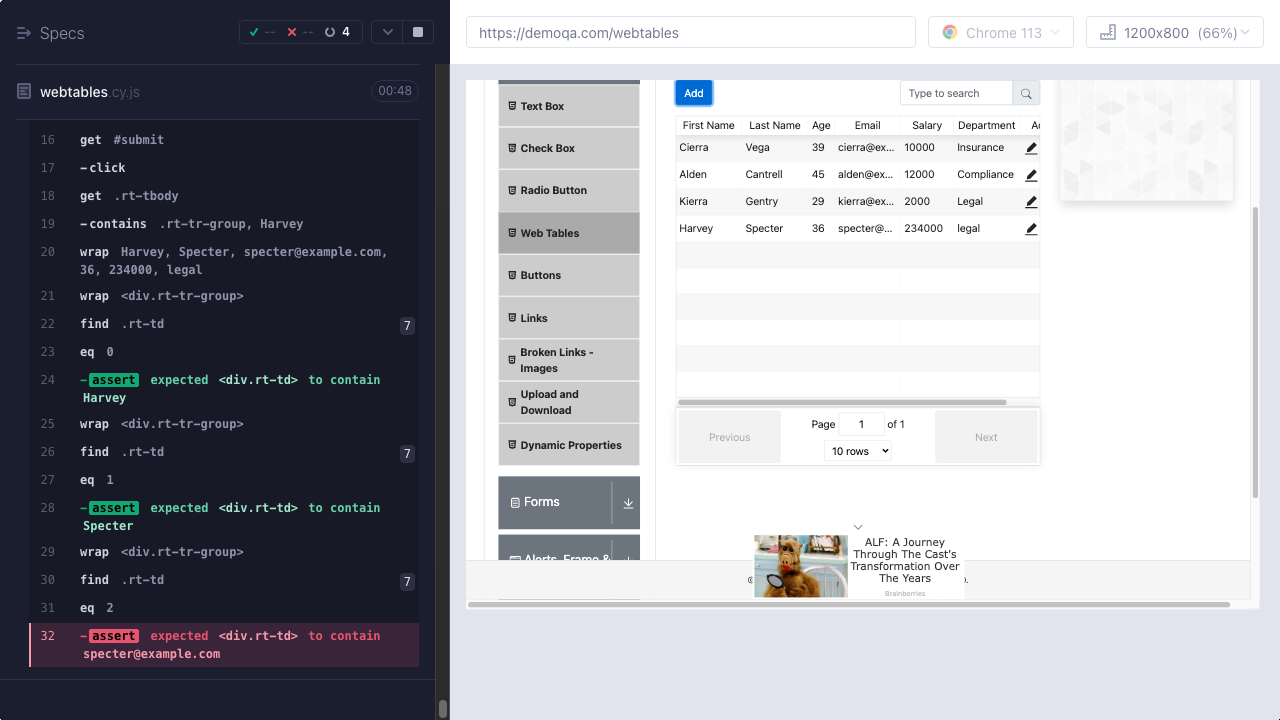 Specs
-- -- 4
webtables.cy.js 00:48
16 get #submit
17 -click
18 get .rt-tbody
19 -contains .rt-tr-group, Harvey
20 wrap Harvey, Specter, specter@example.com,
36, 234000, legal
21 wrap <div.rt-tr-group>
22 find .rt-td 7
23 eq 0
24 -assert expected <div.rt-td> to contain
Harvey
25 wrap <div.rt-tr-group>
26 find .rt-td 7
27 eq 1
28 -assert expected <div.rt-td> to contain
Specter
29 wrap <div.rt-tr-group>
30 find .rt-td 7
31 eq 2
32 -assert expected <div.rt-td> to contain
specter@example.com
https://demoqa.com/webtables
Chrome 113
1200x800 (66%)
Text Box
Check Box
Radio Button
Web Tables
Buttons
Links
Broken Links -
Images
Upload and
Download
Dynamic Properties
Forms
Alerts, Frame &
Add
Type to search
First Name Last Name Age Email Salary Department
Cierra Vega 39 cierra@ex... 10000 Insurance
Alden Cantrell 45 alden@ex... 12000 Compliance
Kierra Gentry 29 kierra@ex... 2000 Legal
Harvey Specter 36 specter@... 234000 legal
Previous
Page 1 of 1
10 rows
Next
ALF: A Journey
Through The Cast's
Transformation Over
The Years
Brainberries